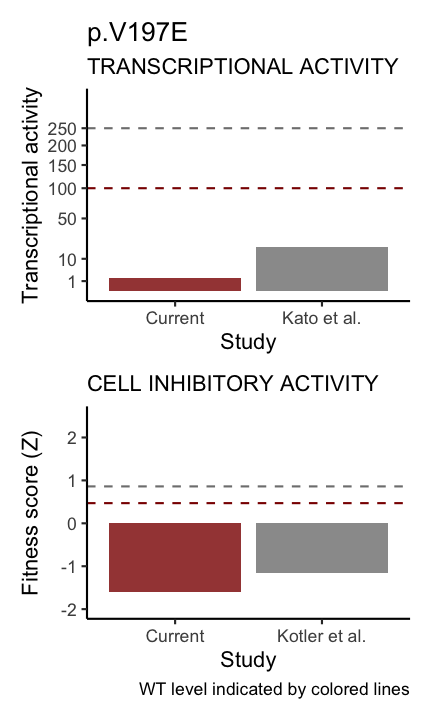 p.V197E
TRANSCRIPTIONAL ACTIVITY
Transcriptional activity
250
200
150
100
50
10
1
Current
Kato et al.
Study
CELL INHIBITORY ACTIVITY
Fitness score (Z)
2
1
0
-1
-2
Current
Kotler et al.
Study
WT level indicated by colored lines